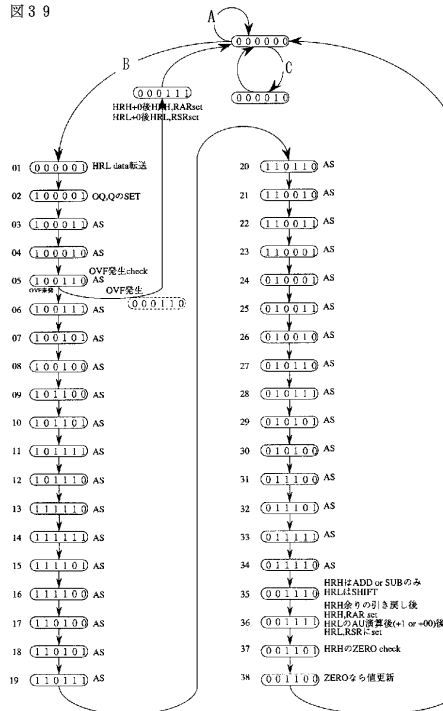 図39
A
000000
B
C
000111
000010
HRH+0後HRH,RARset
HRL+0後HRL,RSRset
01 000001 HRL data転送
02 100001 OQ,QのSET
03 100011 AS
04 100010 AS
OVF発生check
05 100110 AS
OVF発生
000110
06 100111 AS
07 100101 AS
08 100100 AS
09 101100 AS
10 101101 AS
11 101111 AS
12 101110 AS
13 111110 AS
14 111111 AS
15 111101 AS
16 111100 AS
17 110100 AS
18 110101 AS
19 110111 AS
20 110110 AS
21 110010 AS
22 110011 AS
23 110001 AS
24 010001 AS
25 010011 AS
26 010010 AS
27 010110 AS
28 010111 AS
29 010101 AS
30 010100 AS
31 011100 AS
32 011101 AS
33 011111 AS
34 011110 AS
HRHはADD or SUBのみ
35 001110 HRLはSHIFT
HRH余りの引き戻し後
HRH,RAR set
36 001111 HRLのAU演算後(+1 or +00)後
HRL,RSRにset
37 001101 HRHのZERO check
38 001100 ZEROなら値更新